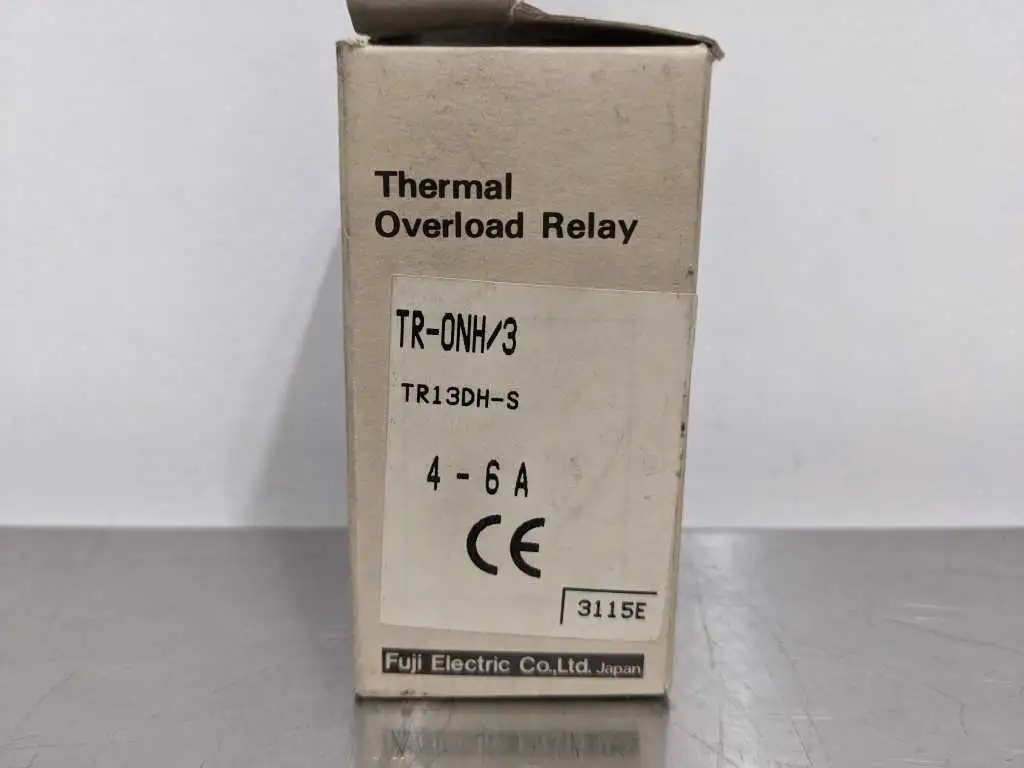 Thermal
Overload Relay
TR-0NH/3
TR13DH-S
4 - 6 A
CE
3115E
Fuji Electric Co.,Ltd. Japan